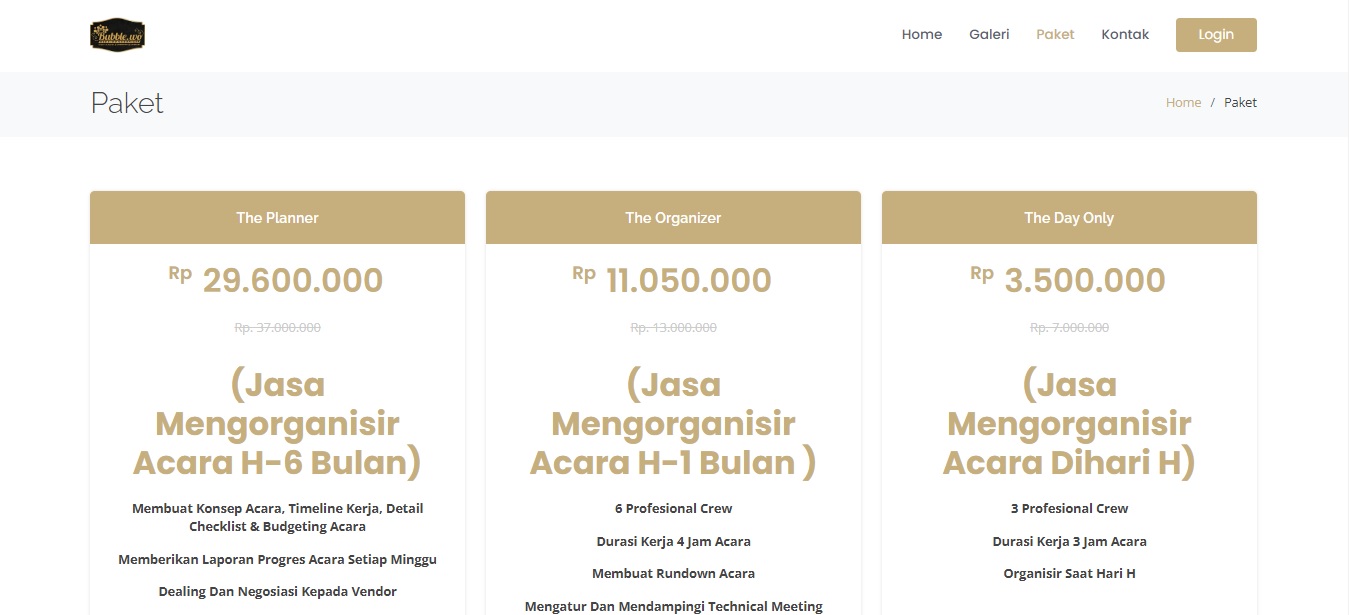 Bubble.wo
Home Galeri Paket Kontak Login
Paket
Home / Paket
The Planner
Rp 29.600.000
Rp. 37.000.000
(Jasa
Mengorganisir
Acara H-6 Bulan)
Membuat Konsep Acara, Timeline Kerja, Detail
Checklist & Budgeting Acara
Memberikan Laporan Progres Acara Setiap Minggu
Dealing Dan Negosiasi Kepada Vendor
The Organizer
Rp 11.050.000
Rp. 13.000.000
(Jasa
Mengorganisir
Acara H-1 Bulan )
6 Profesional Crew
Durasi Kerja 4 Jam Acara
Membuat Rundown Acara
Mengatur Dan Mendampingi Technical Meeting
The Day Only
Rp 3.500.000
Rp. 7.000.000
(Jasa
Mengorganisir
Acara Dihari H)
3 Profesional Crew
Durasi Kerja 3 Jam Acara
Organisir Saat Hari H